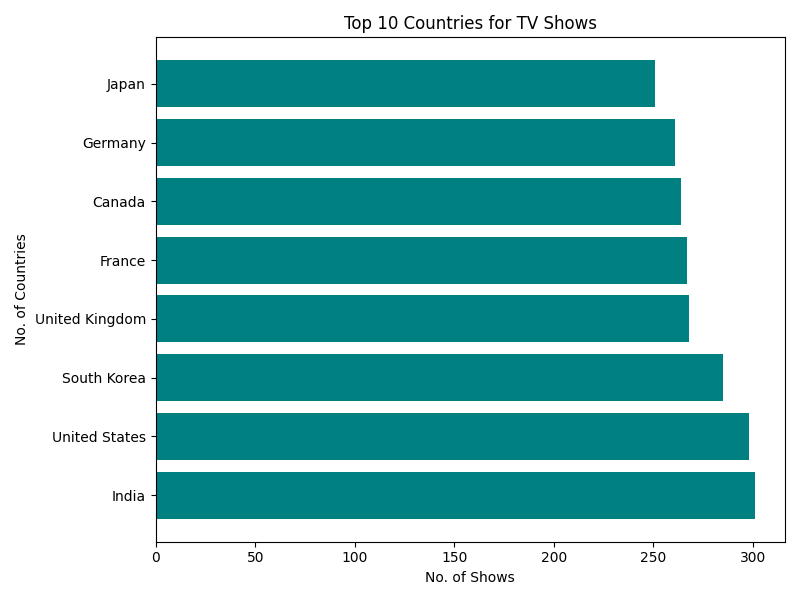 Top 10 Countries for TV Shows
Japan
Germany
Canada
France
United Kingdom
South Korea
United States
India
No. of Countries
0 50 100 150 200 250 300
No. of Shows